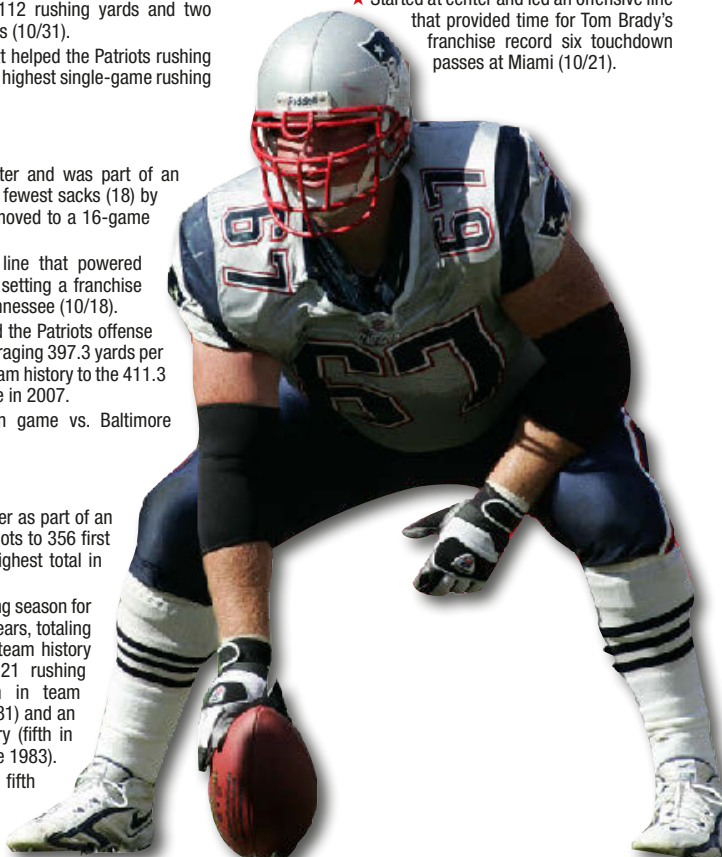 112 rushing yards and two
s (10/31).
t helped the Patriots rushing
highest single-game rushing
ter and was part of an
fewest sacks (18) by
moved to a 16-game
line that powered
setting a franchise
nnessee (10/18).
d the Patriots offense
raging 397.3 yards per
am history to the 411.3
e in 2007.
n game vs. Baltimore
er as part of an
ots to 356 first
ighest total in
ng season for
ears, totaling
team history
21 rushing
h in team
81) and an
ry (fifth in
e 1983).
fifth
★ Started at center and led an offensive line
that provided time for Tom Brady's
franchise record six touchdown
passes at Miami (10/21).
Riddell
67
67
67